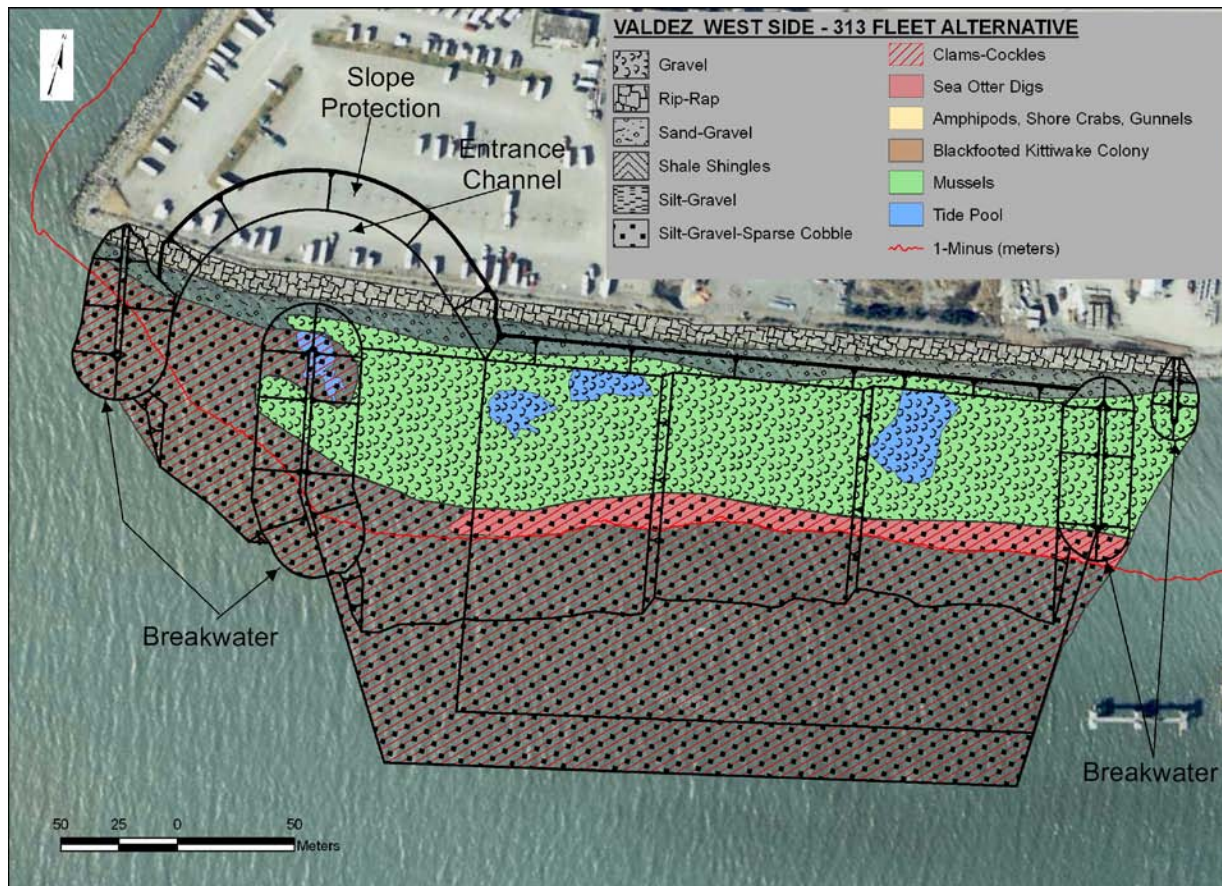 N
VALDEZ WEST SIDE - 313 FLEET ALTERNATIVE
Gravel
Rip-Rap
Sand-Gravel
Shale Shingles
Silt-Gravel
Silt-Gravel-Sparse Cobble
Clams-Cockles
Sea Otter Digs
Amphipods, Shore Crabs, Gunnels
Blackfooted Kittiwake Colony
Mussels
Tide Pool
1-Minus (meters)
Slope
Protection
Entrance
Channel
Breakwater
Breakwater
50 25 0 50
Meters